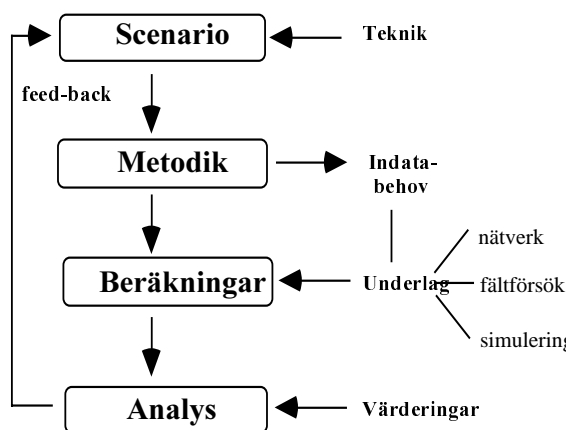 Scenario
Teknik
feed-back
Metodik
Indata-
behov
nätverk
Beräkningar
Underlag
fältförsök
simulering
Analys
Värderingar